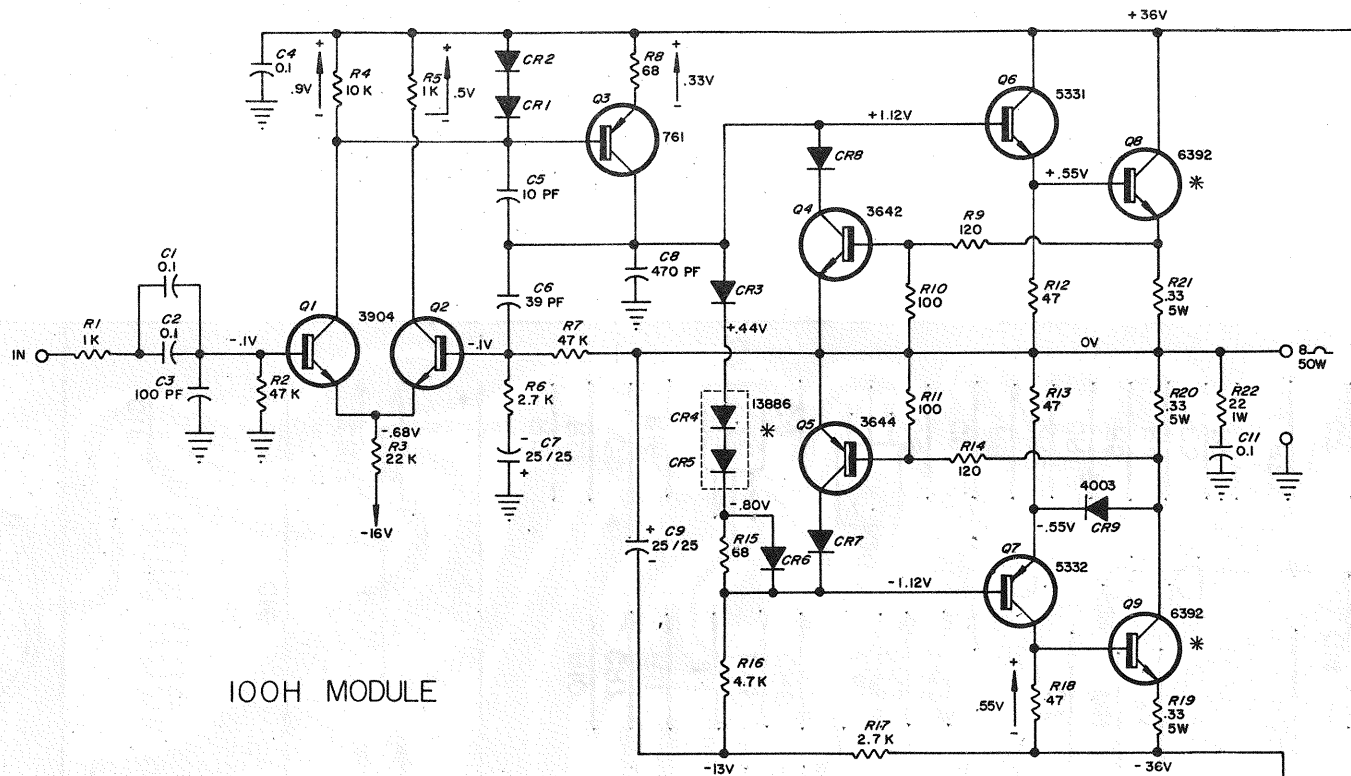 +36V
C4
0.1
.9V
+
-
R4
10 K
R5
1K
+
-
.5V
CR2
CR1
R8
68
+
-
.33V
Q3
761
C5
10 PF
C6
39 PF
C8
470 PF
+1.12V
CR8
Q4
3642
R9
120
R10
100
Q6
5331
+.55V
Q8
6392
*
R12
47
R21
.33
5W
C1
0.1
C2
0.1
IN
R1
1K
C3
100 PF
-.1V
R2
47 K
Q1
3904
Q2
-.68V
R3
22 K
-16V
-.1V
R7
47 K
R6
2.7K
-
C7
25/25
+
CR3
+.44V
CR4
CR5
13886
*
-.80V
R15
68
CR6
CR7
Q5
3644
R11
100
R14
120
0V
R13
47
R20
.33
5W
R22
22
1W
C11
0.1
8
50W
4003
CR9
-.55V
Q7
5332
-1.12V
+
C9
25/25
-
R16
4.7K
R17
2.7K
-13V
+
.55V
-
R18
47
Q9
6392
*
R19
.33
5W
-36V
100H MODULE